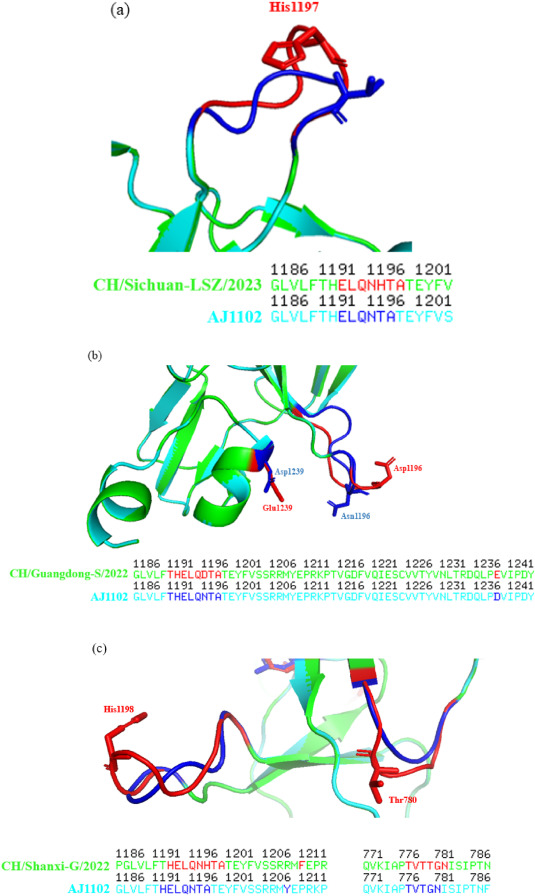 (a)
His1197
1186 1191 1196 1201
CH/Sichuan-LSZ/2023 GLVLFTHELQNHTATEYFV
1186 1191 1196 1201
AJ1102 GLVLFTHELQNTATEYFVS
(b)
Asp1239
Glu1239
Asp1196
Asn1196
1186 1191 1196 1201 1206 1211 1216 1221 1226 1231 1236 1241
CH/Guangdong-S/2022 GLVLFTHELQDTATEYFVSSRRMYEPRKPTVGDFVQIESCVVTYVNLTRDQLPEVIPDY
1186 1191 1196 1201 1206 1211 1216 1221 1226 1231 1236 1241
AJ1102 GLVLFTHELQNTATEYFVSSRRMYEPRKPTVGDFVQIESCVVTYVNLTRDQLPDVIPDY
(c)
His1198
Thr780
1186 1191 1196 1201 1206 1211 771 776 781 786
CH/Shanxi-G/2022 PGLVLFTHELQNHTATEYFVSSRRMFEPR QVKIAPTVTTGNISIPTN
1186 1191 1196 1201 1206 1211 771 776 781 786
AJ1102 GLVLFTHELQNTATEYFVSSRRMYEPRKP QVKIAPTVTGNISIPTNF